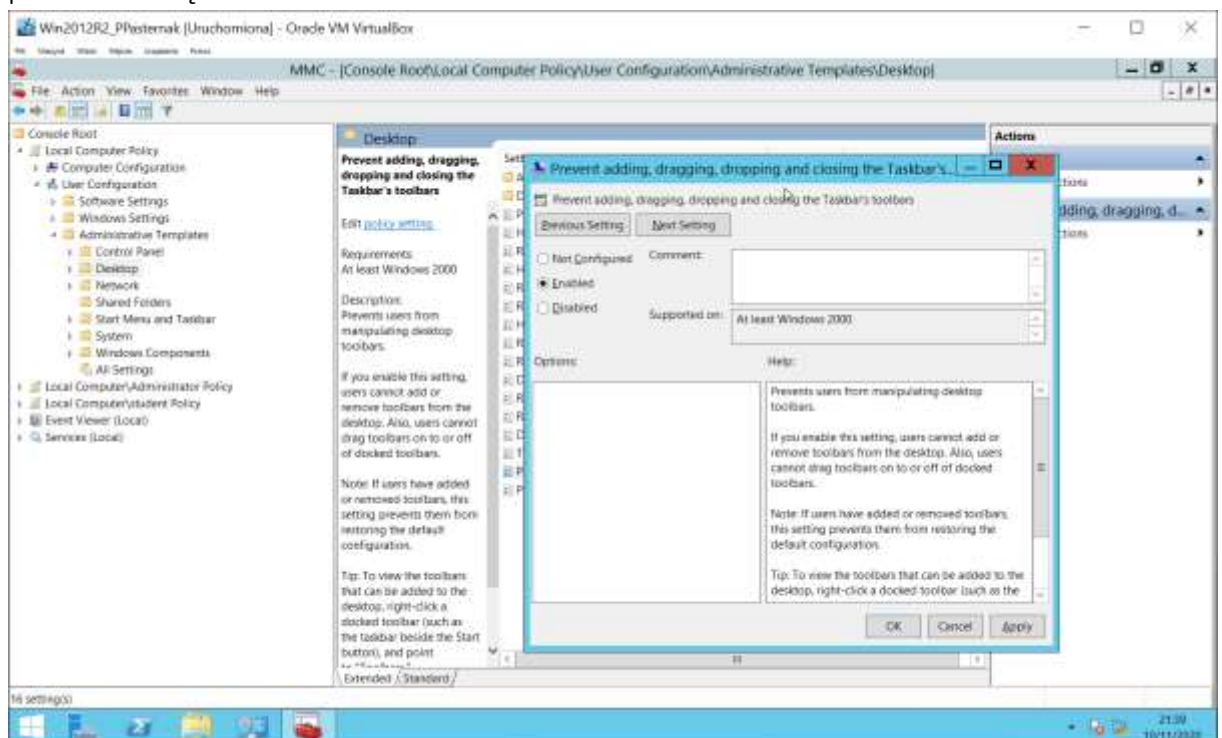 Win2012R2_PPasternak [Uruchomiona] - Oracle VM VirtualBox
MMC - [Console Root\Local Computer Policy\User Configuration\Administrative Templates\Desktop]
File Action View Favorites Window Help
Console Root
Local Computer Policy
Computer Configuration
User Configuration
Software Settings
Windows Settings
Administrative Templates
Control Panel
Desktop
Network
Shared Folders
Start Menu and Taskbar
System
Windows Components
All Settings
Local Computer\Administrator Policy
Local Computer\student Policy
Event Viewer (Local)
Services (Local)
Desktop
Prevent adding, dragging,
dropping and closing the
Taskbar's toolbars
Edit policy setting
Requirements:
At least Windows 2000
Description:
Prevents users from
manipulating desktop
toolbars.
If you enable this setting,
users cannot add or
remove toolbars from the
desktop. Also, users cannot
drag toolbars on to or off
of docked toolbars.
Note: If users have added
or removed toolbars, this
setting prevents them from
restoring the default
configuration.
Tip: To view the toolbars
that can be added to the
desktop, right-click a
docked toolbar (such as
the taskbar beside the Start
button), and point
Extended Standard
Prevent adding, dragging, dropping and closing the Taskbar's...
Prevent adding, dragging, dropping and closing the Taskbar's toolbars
Previous Setting Next Setting
Not Configured
Enabled
Disabled
Comment:
Supported on: At least Windows 2000
Options:
Help:
Prevents users from manipulating desktop
toolbars.
If you enable this setting, users cannot add or
remove toolbars from the desktop. Also, users
cannot drag toolbars on to or off of docked
toolbars.
Note: If users have added or removed toolbars,
this setting prevents them from restoring the
default configuration.
Tip: To view the toolbars that can be added to the
desktop, right-click a docked toolbar (such as the
OK Cancel Apply
Actions
dding, dragging, d...
16 setting(s)
21:39
10/11/2020